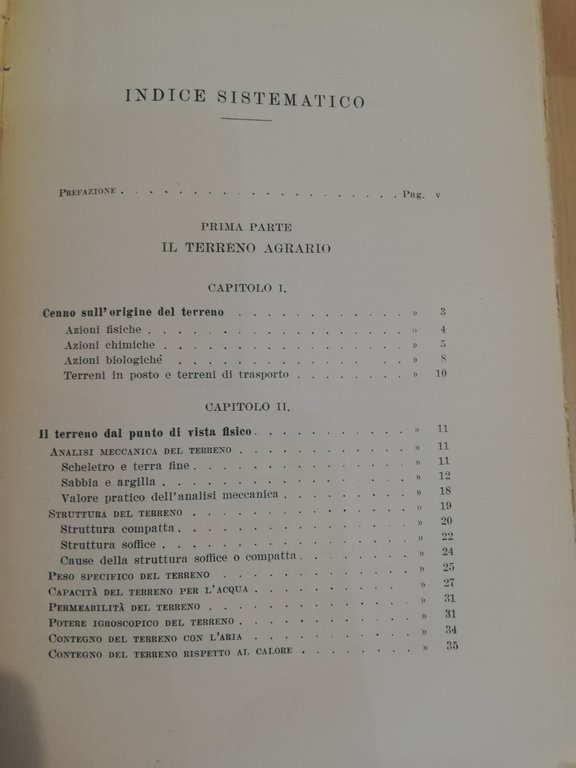 INDICE SISTEMATICO
PREFAZIONE . . . . . . . . . . . . . . . . . . . . Pag. v
PRIMA PARTE
IL TERRENO AGRARIO
CAPITOLO I.
Cenno sull'origine del terreno . . . . . . . . . . . » 3
Azioni fisiche . . . . . . . . . . . . . . . » 4
Azioni chimiche . . . . . . . . . . . . . . » 5
Azioni biologiche . . . . . . . . . . . . . » 8
Terreni in posto e terreni di trasporto . . . . . . . » 10
CAPITOLO II.
Il terreno dal punto di vista fisico . . . . . . . . . . » 11
ANALISI MECCANICA DEL TERRENO . . . . . . . . . . » 11
Scheletro e terra fine . . . . . . . . . . . . » 11
Sabbia e argilla . . . . . . . . . . . . . . » 12
Valore pratico dell'analisi meccanica . . . . . . . . » 18
STRUTTURA DEL TERRENO . . . . . . . . . . . . . » 19
Struttura compatta . . . . . . . . . . . . . » 20
Struttura soffice . . . . . . . . . . . . . . » 22
Cause della struttura soffice o compatta . . . . . . . » 24
PESO SPECIFICO DEL TERRENO . . . . . . . . . . . » 25
CAPACITÀ DEL TERRENO PER L'ACQUA . . . . . . . . . » 27
PERMEABILITÀ DEL TERRENO . . . . . . . . . . . . » 31
POTERE IGROSCOPICO DEL TERRENO . . . . . . . . . . » 31
CONTEGNO DEL TERRENO CON L'ARIA . . . . . . . . . » 34
CONTEGNO DEL TERRENO RISPETTO AL CALORE . . . . . . . » 35